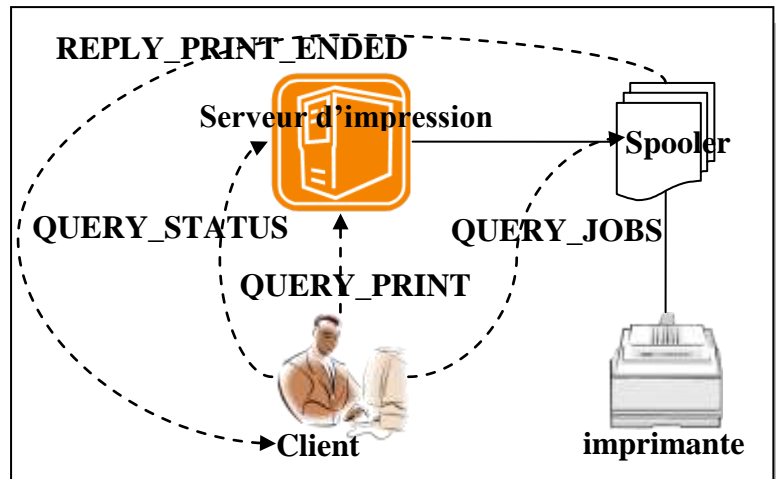 REPLY_PRINT_ENDED
Serveur d’impression
Spooler
QUERY_STATUS
QUERY_JOBS
QUERY_PRINT
Client
imprimante